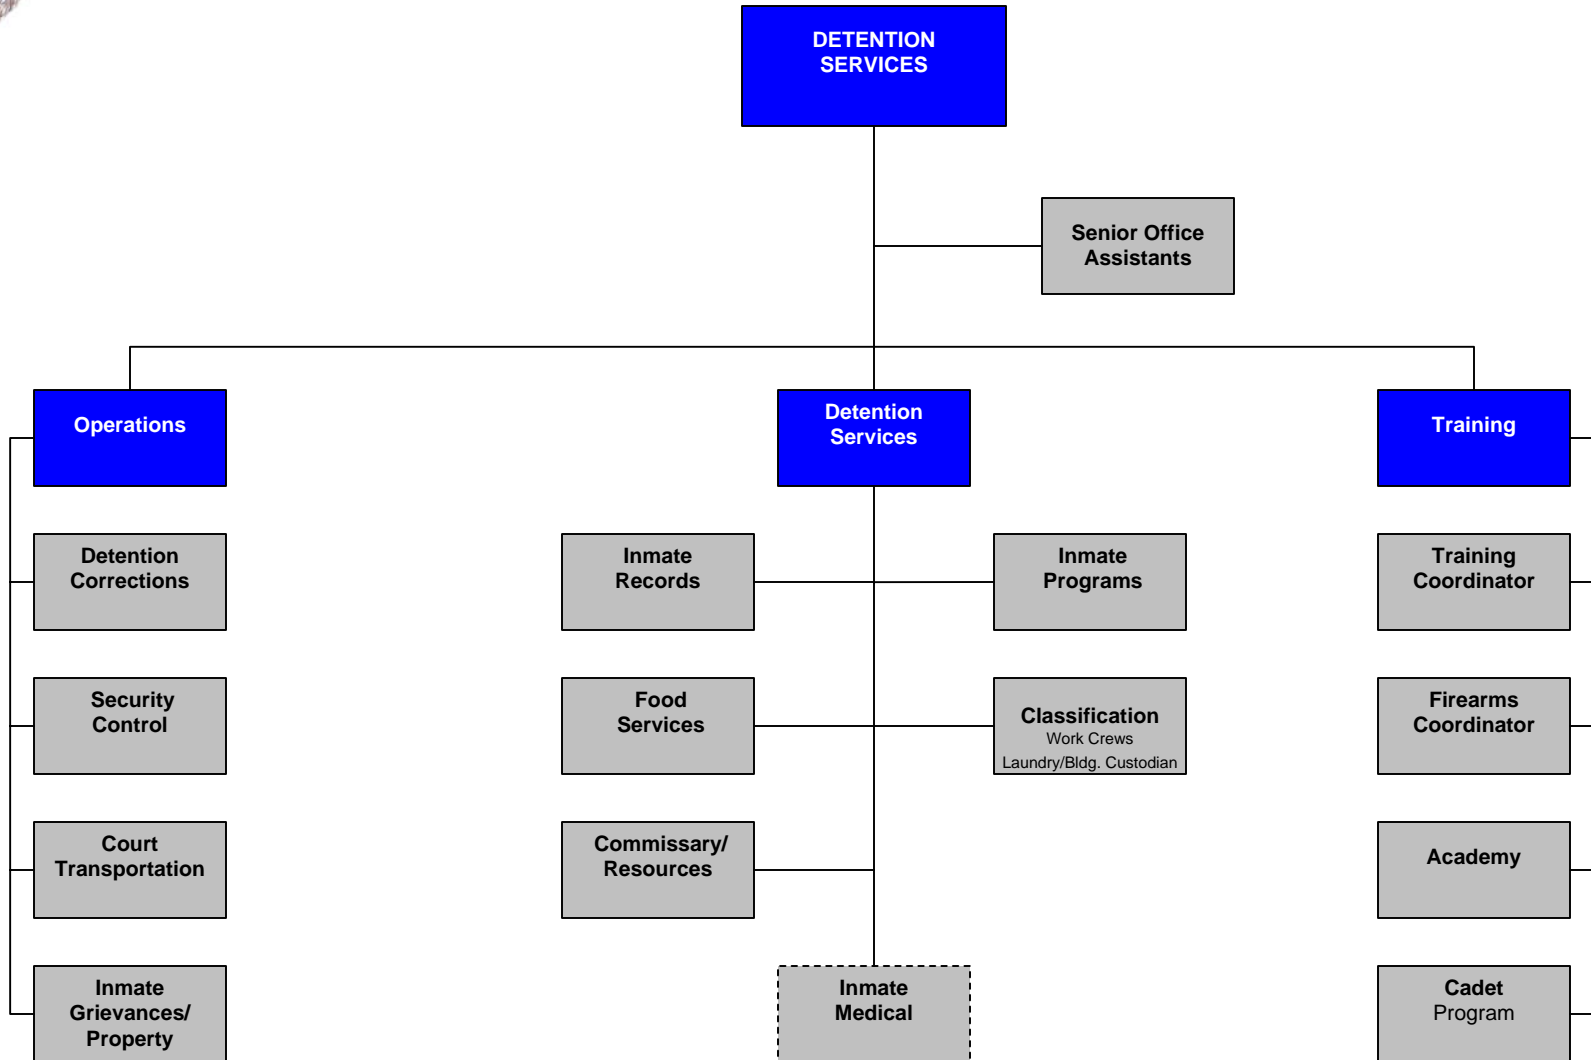 DETENTION
SERVICES
Senior Office
Assistants
Operations
Detention
Services
Training
Detention
Corrections
Inmate
Records
Inmate
Programs
Training
Coordinator
Security
Control
Food
Services
Classification
Work Crews
Laundry/Bldg. Custodian
Firearms
Coordinator
Court
Transportation
Commissary/
Resources
Academy
Inmate
Grievances/
Property
Inmate
Medical
Cadet
Program